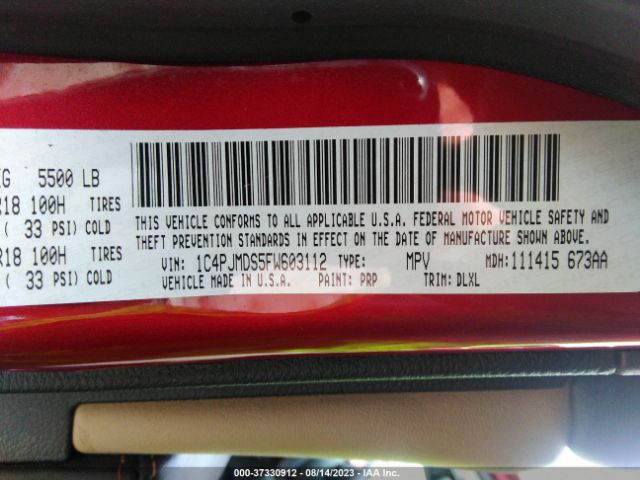 KG 5500 LB
R18 100H TIRES
( 33 PSI) COLD
R18 100H TIRES
( 33 PSI) COLD
THIS VEHICLE CONFORMS TO ALL APPLICABLE U.S.A. FEDERAL MOTOR VEHICLE SAFETY AND
THEFT PREVENTION STANDARDS IN EFFECT ON THE DATE OF MANUFACTURE SHOWN ABOVE.
VIN: 1C4PJMDS5FW603112 TYPE: MPV MDH:111415 673AA
VEHICLE MADE IN U.S.A. PAINT: PRP TRIM: DLXL
000-37330912 - 08/14/2023 - IAA Inc.